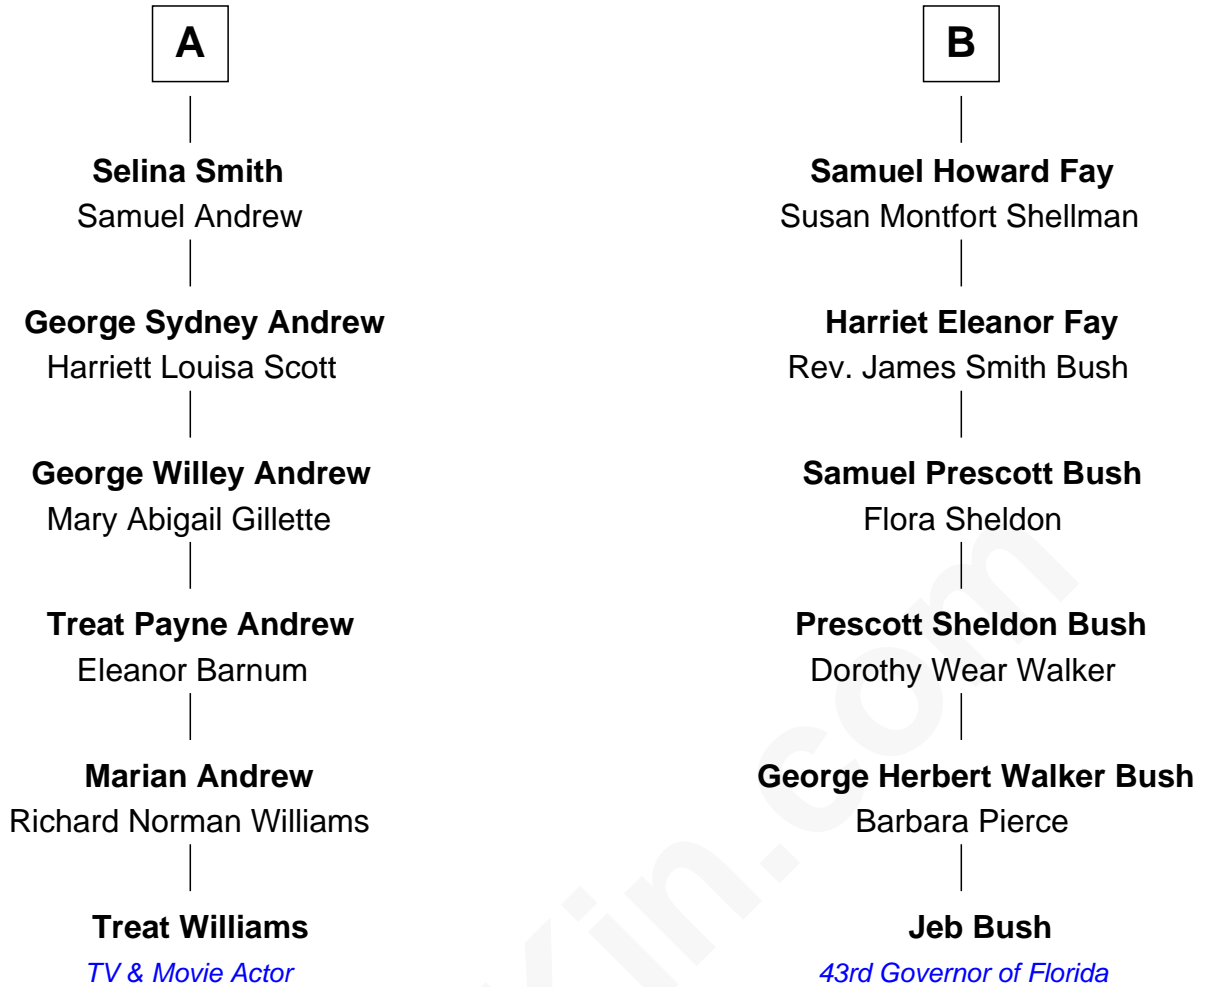 A
Selina Smith
Samuel Andrew
George Sydney Andrew
Harriett Louisa Scott
George Willey Andrew
Mary Abigail Gillette
Treat Payne Andrew
Eleanor Barnum
Marian Andrew
Richard Norman Williams
Treat Williams
TV & Movie Actor
B
Samuel Howard Fay
Susan Montfort Shellman
Harriet Eleanor Fay
Rev. James Smith Bush
Samuel Prescott Bush
Flora Sheldon
Prescott Sheldon Bush
Dorothy Wear Walker
George Herbert Walker Bush
Barbara Pierce
Jeb Bush
43rd Governor of Florida
Kin.com